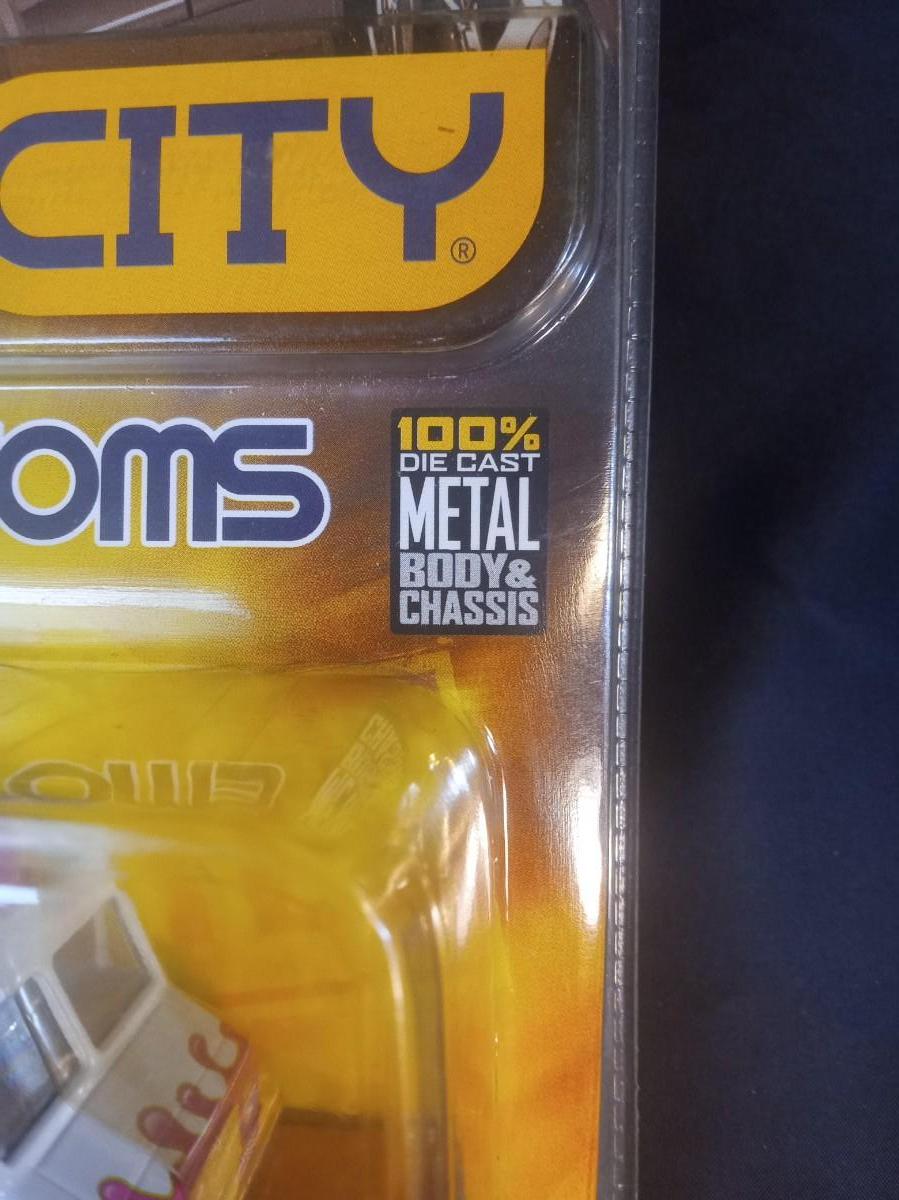 CITY®
OMS
100%
DIE CAST
METAL
BODY&
CHASSIS